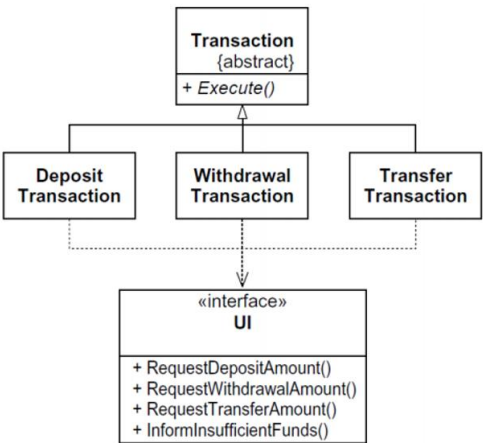 Transaction
{abstract}
+ Execute()
Deposit
Transaction
Withdrawal
Transaction
Transfer
Transaction
«interface»
UI
+ RequestDepositAmount()
+ RequestWithdrawalAmount()
+ RequestTransferAmount()
+ InformInsufficientFunds()